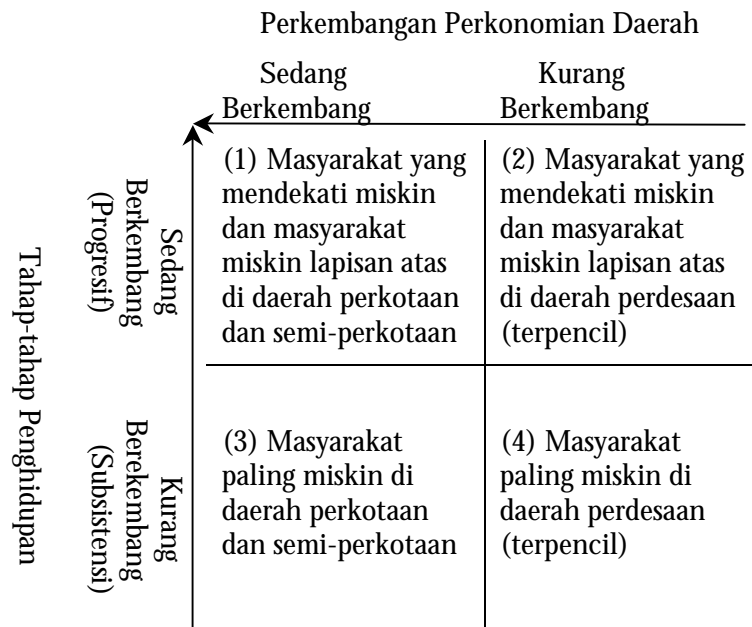 Perkembangan Perkonomian Daerah
Sedang
Berkembang
Kurang
Berkembang
Tahap-tahap Penghidupan
Sedang
Berkembang
(Progresif)
(1) Masyarakat yang
mendekati miskin
dan masyarakat
miskin lapisan atas
di daerah perkotaan
dan semi-perkotaan
(2) Masyarakat yang
mendekati miskin
dan masyarakat
miskin lapisan atas
di daerah perdesaan
(terpencil)
Kurang
Berekembang
(Subsistensi)
(3) Masyarakat
paling miskin di
daerah perkotaan
dan semi-perkotaan
(4) Masyarakat
paling miskin di
daerah perdesaan
(terpencil)